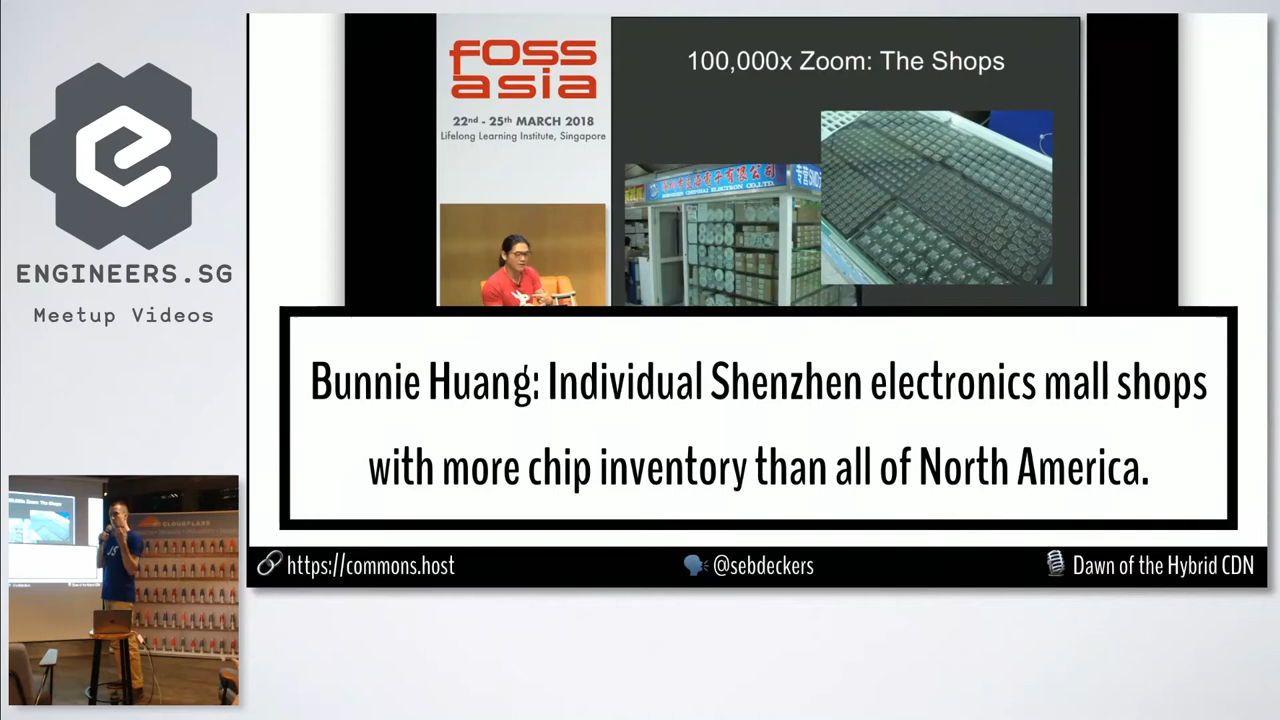 ENGINEERS.SG
Meetup Videos
FOSS
asia
22nd - 25th MARCH 2018
Lifelong Learning Institute, Singapore
100,000x Zoom: The Shops
Bunnie Huang: Individual Shenzhen electronics mall shops
with more chip inventory than all of North America.
https://commons.host
@sebdeckers
Dawn of the Hybrid CDN
CLOUDFLARE
JS